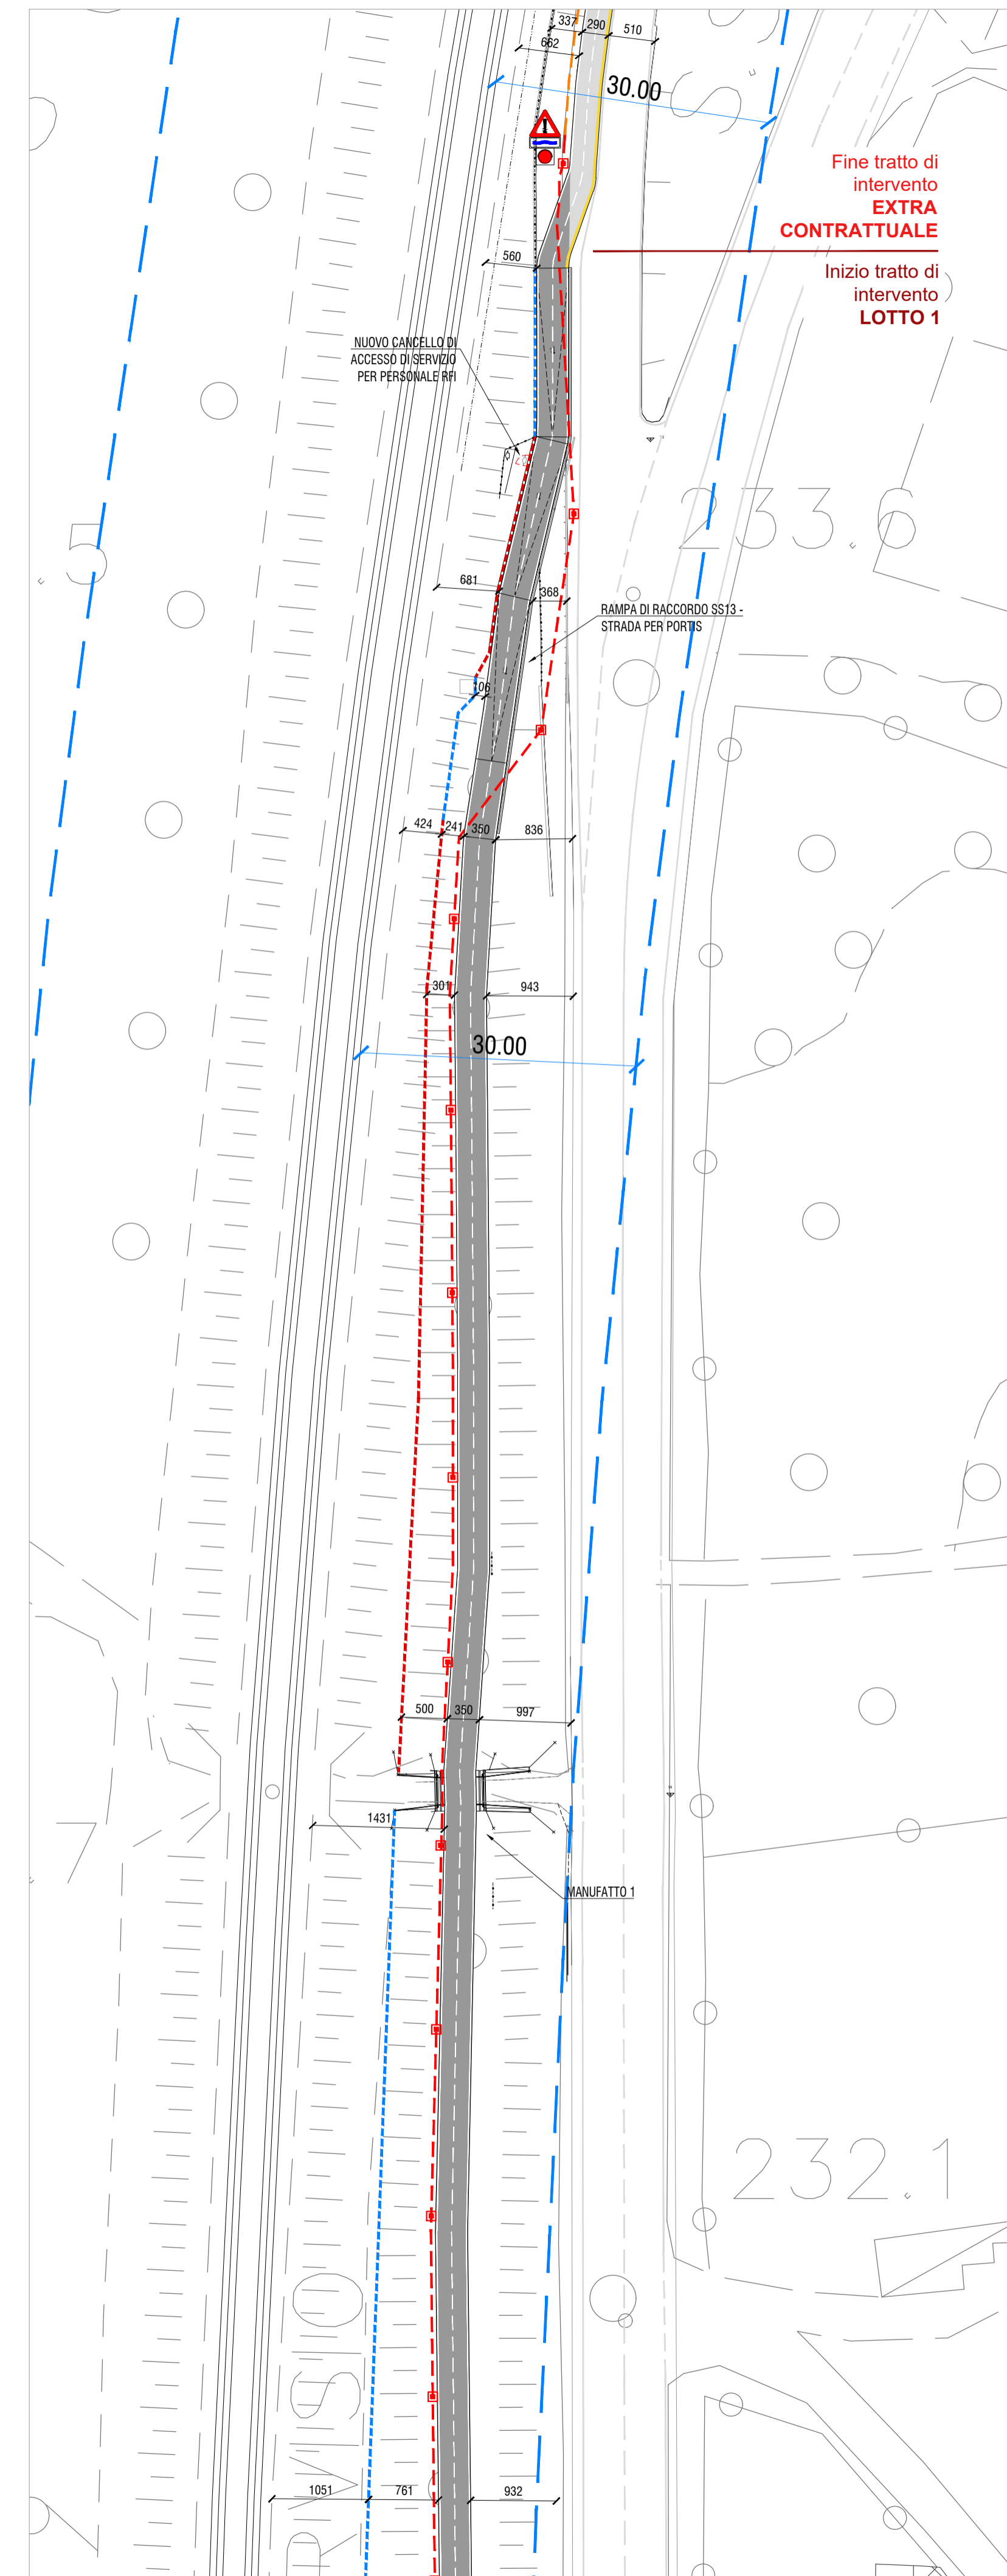 337 290 510
662
30.00
Fine tratto di
intervento
EXTRA
CONTRATTUALE
Inizio tratto di
intervento
LOTTO 1
560
NUOVO CANCELLO DI
ACCESSO DI SERVIZIO
PER PERSONALE RFI
233.6
5
681
368
RAMPA DI RACCORDO SS13 -
STRADA PER PORTIS
106
424 241 350 836
301 943
30.00
500 350 997
1431
MANUFATTO 1
232.1
1051 761 932